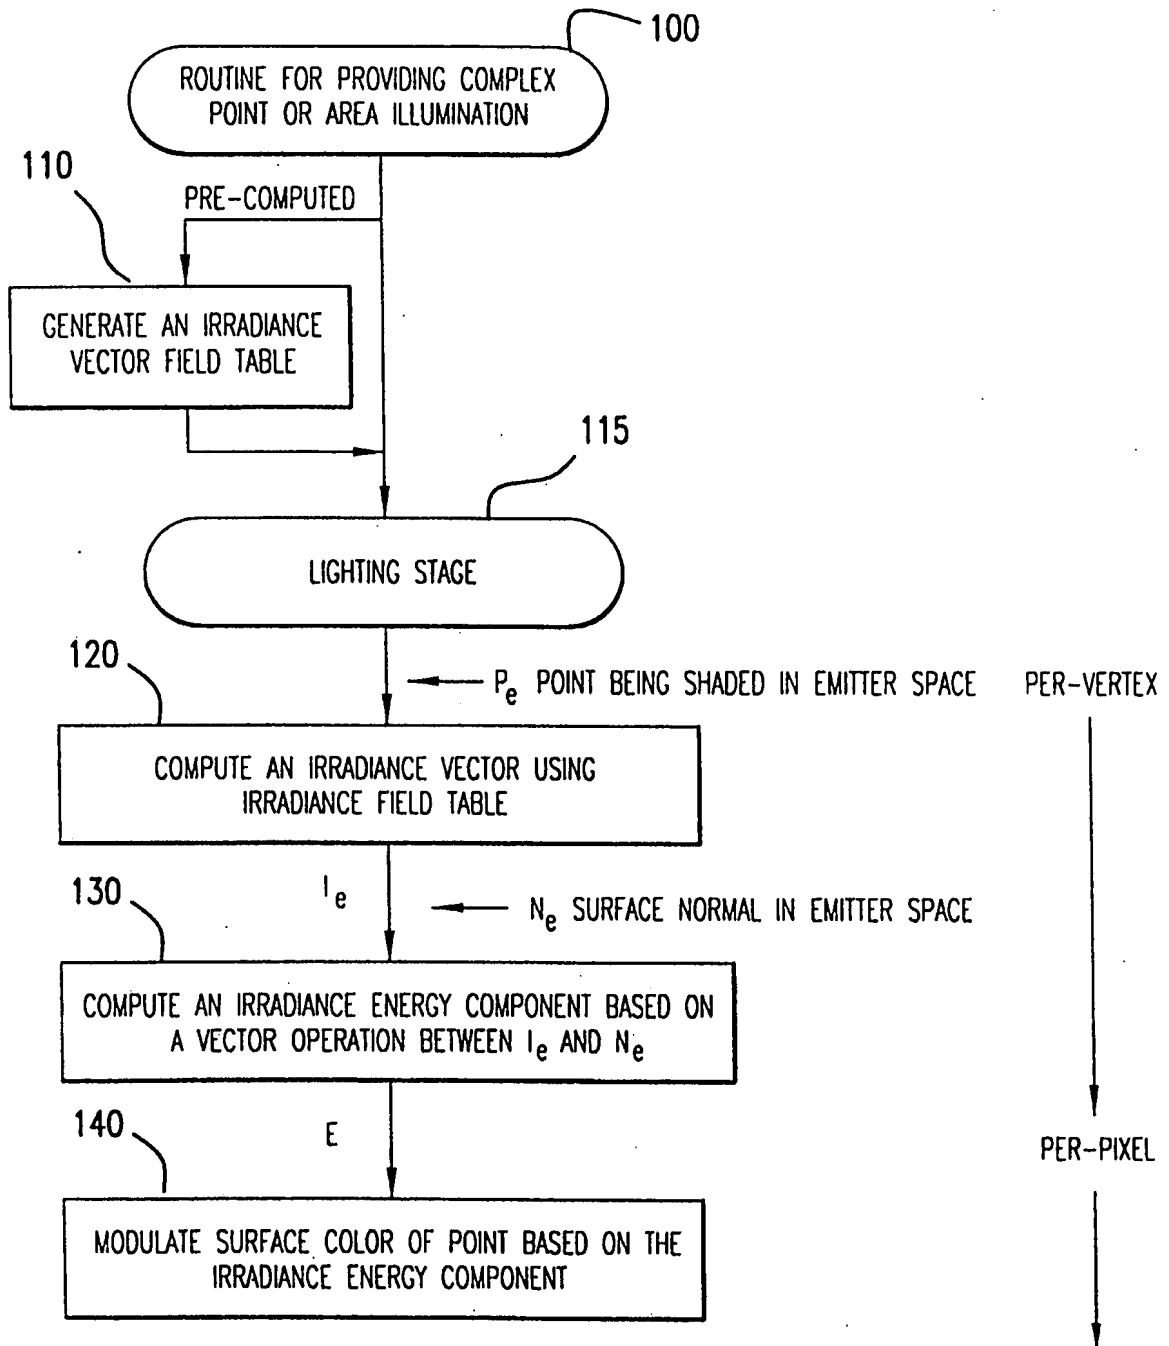 100
ROUTINE FOR PROVIDING COMPLEX
POINT OR AREA ILLUMINATION
110
PRE-COMPUTED
GENERATE AN IRRADIANCE
VECTOR FIELD TABLE
115
LIGHTING STAGE
120
Pe POINT BEING SHADED IN EMITTER SPACE
PER-VERTEX
COMPUTE AN IRRADIANCE VECTOR USING
IRRADIANCE FIELD TABLE
130
Ie
Ne SURFACE NORMAL IN EMITTER SPACE
COMPUTE AN IRRADIANCE ENERGY COMPONENT BASED ON
A VECTOR OPERATION BETWEEN Ie AND Ne
140
E
PER-PIXEL
MODULATE SURFACE COLOR OF POINT BASED ON THE
IRRADIANCE ENERGY COMPONENT